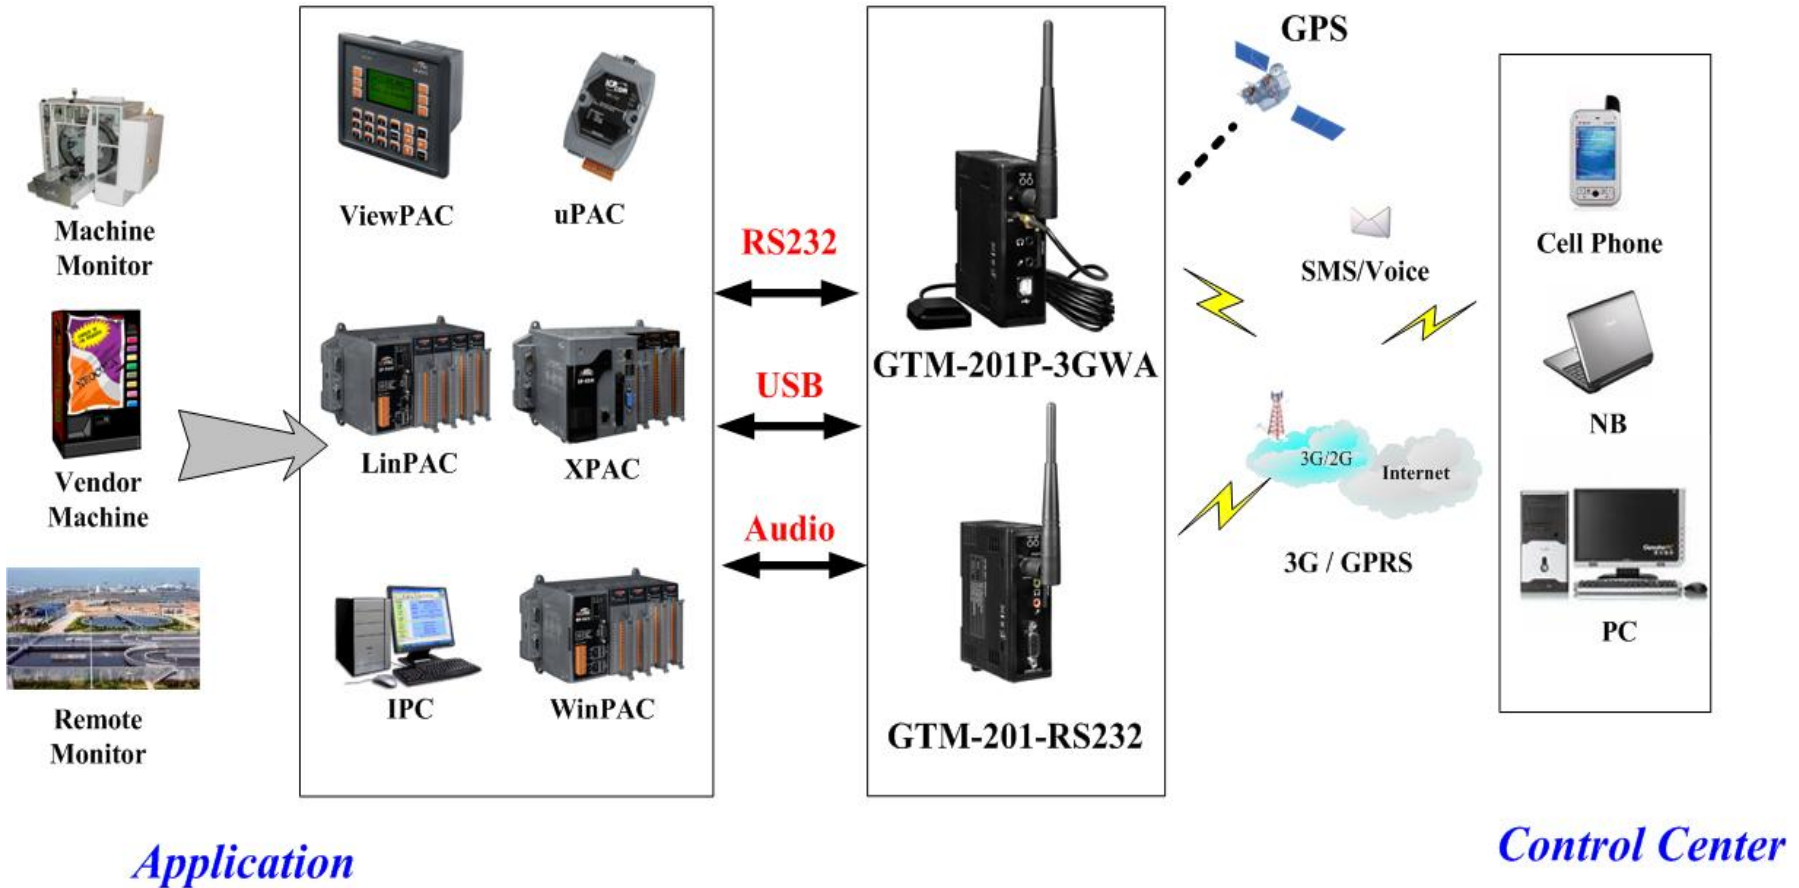 GPS
ViewPAC
uPAC
Machine
Monitor
RS232
SMS/Voice
Cell Phone
GTM-201P-3GWA
USB
NB
LinPAC
XPAC
3G/2G
Internet
Vendor
Machine
Audio
3G / GPRS
PC
IPC
WinPAC
Remote
Monitor
GTM-201-RS232
Application
Control Center